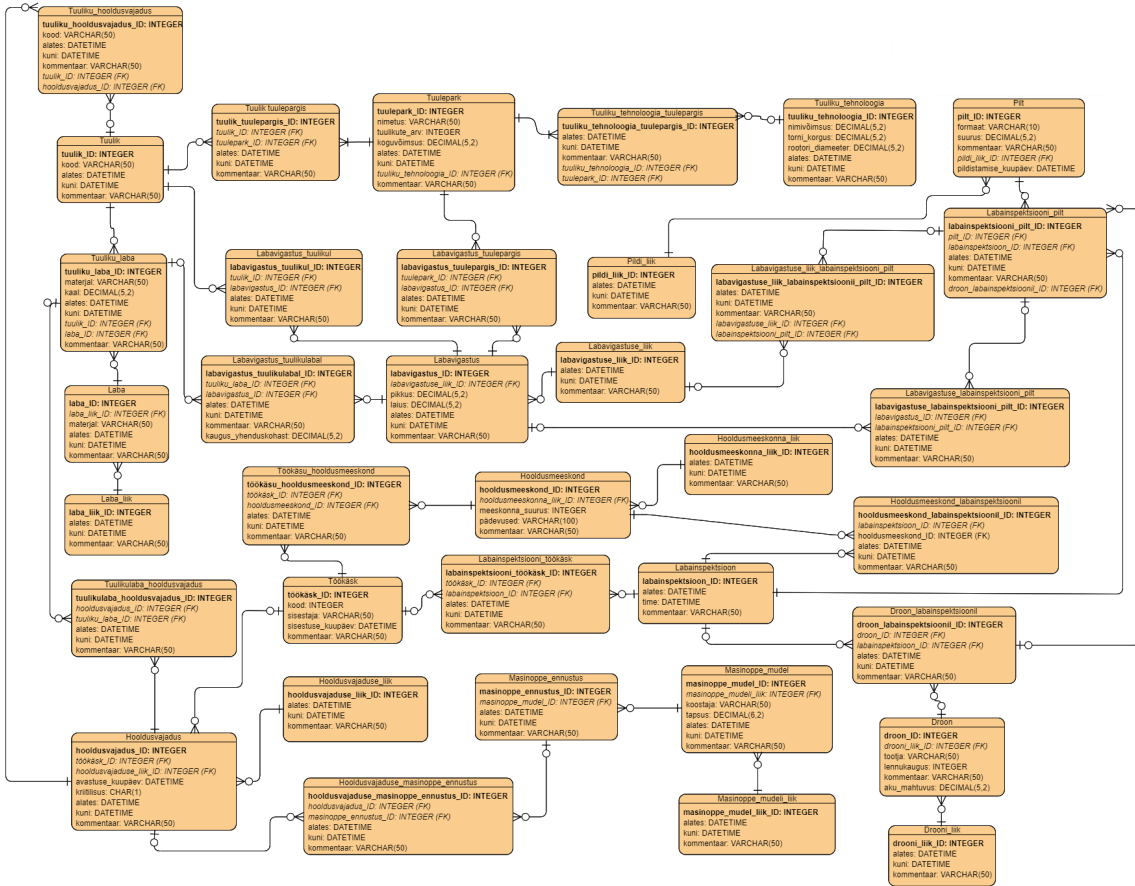 Tuuliku_hooldusvajadus
tuuliku_hooldusvajadus_ID: INTEGER
kood: VARCHAR(50)
alates: DATETIME
kuni: DATETIME
kommentaar: VARCHAR(50)
tuulik_ID: INTEGER (FK)
hooldusvajadus_ID: INTEGER (FK)
Tuulik
tuulik_ID: INTEGER
kood: VARCHAR(50)
alates: DATETIME
kuni: DATETIME
kommentaar: VARCHAR(50)
Tuulik tuulepargis
tuulik_tuulepargis_ID: INTEGER
tuulik_ID: INTEGER (FK)
tuulepark_ID: INTEGER (FK)
alates: DATETIME
kuni: DATETIME
kommentaar: VARCHAR(50)
Tuulepark
tuulepark_ID: INTEGER
nimetus: VARCHAR(50)
tuulikute_arv: INTEGER
koguvõimsus: DECIMAL(5,2)
alates: DATETIME
kuni: DATETIME
tuuliku_tehnoloogia_ID: INTEGER (FK)
kommentaar: VARCHAR(50)
Tuuliku_tehnoloogia_tuulepargis
tuuliku_tehnoloogia_tuulepargis_ID: INTEGER
alates: DATETIME
kuni: DATETIME
kommentaar: VARCHAR(50)
tuuliku_tehnoloogia_ID: INTEGER (FK)
tuulepark_ID: INTEGER (FK)
Tuuliku_tehnoloogia
tuuliku_tehnoloogia_ID: INTEGER
nimivõimsus: DECIMAL(5,2)
torni_korgus: DECIMAL(5,2)
rootori_diameeter: DECIMAL(5,2)
alates: DATETIME
kuni: DATETIME
kommentaar: VARCHAR(50)
Pilt
pilt_ID: INTEGER
formaat: VARCHAR(10)
suurus: DECIMAL(5,2)
kommentaar: VARCHAR(50)
pildi_liik_ID: INTEGER (FK)
pildistamise_kuupäev: DATETIME
Labainspektsiooni_pilt
labainspektsiooni_pilt_ID: INTEGER
pilt_ID: INTEGER (FK)
labainspektsioon_ID: INTEGER (FK)
alates: DATETIME
kuni: DATETIME
kommentaar: VARCHAR(50)
droon_labainspektsioonil_ID: INTEGER (FK)
Tuuliku_laba
tuuliku_laba_ID: INTEGER
materjal: VARCHAR(50)
kaal: DECIMAL(5,2)
alates: DATETIME
kuni: DATETIME
tuulik_ID: INTEGER (FK)
laba_ID: INTEGER (FK)
kommentaar: VARCHAR(50)
Labavigastus_tuulikul
labavigastus_tuulikul_ID: INTEGER
tuulik_ID: INTEGER (FK)
labavigastus_ID: INTEGER (FK)
alates: DATETIME
kuni: DATETIME
kommentaar: VARCHAR(50)
Labavigastus_tuulepargis
labavigastus_tuulepargis_ID: INTEGER
tuulepark_ID: INTEGER (FK)
labavigastus_ID: INTEGER (FK)
alates: DATETIME
kuni: DATETIME
kommentaar: VARCHAR(50)
Pildi_liik
pildi_liik_ID: INTEGER
alates: DATETIME
kuni: DATETIME
kommentaar: VARCHAR(50)
Labavigastuse_liik_labainspektsiooni_pilt
labavigastuse_liik_labainspektsioonii_pilt_ID: INTEGER
alates: DATETIME
kuni: DATETIME
kommentaar: VARCHAR(50)
labavigastuse_liik_ID: INTEGER (FK)
labainspektsiooni_pilt_ID: INTEGER (FK)
Labavigastus_tuulikulabal
labavigastus_tuulikulabal_ID: INTEGER
tuuliku_laba_ID: INTEGER (FK)
labavigastus_ID: INTEGER (FK)
alates: DATETIME
kuni: DATETIME
kommentaar: VARCHAR(50)
kaugus_yhenduskohast: DECIMAL(5,2)
Labavigastus
labavigastus_ID: INTEGER
labavigastuse_liik_ID: INTEGER (FK)
pikkus: DECIMAL(5,2)
laius: DECIMAL(5,2)
alates: DATETIME
kuni: DATETIME
kommentaar: VARCHAR(50)
Labavigastuse_liik
labavigastuse_liik_ID: INTEGER
alates: DATETIME
kuni: DATETIME
kommentaar: VARCHAR(50)
Labavigastuse_labainspektsiooni_pilt
labavigastuse_labainspektsiooni_pilt_ID: INTEGER
labavigastus_ID: INTEGER (FK)
labainspektsiooni_pilt_ID: INTEGER (FK)
alates: DATETIME
kuni: DATETIME
kommentaar: VARCHAR(50)
Laba
laba_ID: INTEGER
laba_liik_ID: INTEGER (FK)
materjal: VARCHAR(50)
alates: DATETIME
kuni: DATETIME
kommentaar: VARCHAR(50)
Laba_liik
laba_liik_ID: INTEGER
alates: DATETIME
kuni: DATETIME
kommentaar: VARCHAR(50)
Töökäsu_hooldusmeeskond
töökäsu_hooldusmeeskond_ID: INTEGER
töökäsk_ID: INTEGER (FK)
hooldusmeeskond_ID: INTEGER (FK)
alates: DATETIME
kuni: DATETIME
kommentaar: VARCHAR(50)
Hooldusmeeskond
hooldusmeeskond_ID: INTEGER
hooldusmeeskonna_liik_ID: INTEGER (FK)
meeskonna_suurus: INTEGER
pädevused: VARCHAR(100)
kommentaar: VARCHAR(50)
Hooldusmeeskonna_liik
hooldusmeeskonna_liik_ID: INTEGER
alates: DATETIME
kuni: DATETIME
kommentaar: VARCHAR(50)
Hooldusmeeskond_labainspektsioonil
hooldusmeeskond_labainspektsioonil_ID: INTEGER
labainspektsioon_ID: INTEGER (FK)
hooldusmeeskond_ID: INTEGER (FK)
alates: DATETIME
kuni: DATETIME
kommentaar: VARCHAR(50)
Tuulikulaba_hooldusvajadus
tuulikulaba_hooldusvajadus_ID: INTEGER
hooldusvajadus_ID: INTEGER (FK)
tuuliku_laba_ID: INTEGER (FK)
alates: DATETIME
kuni: DATETIME
kommentaar: VARCHAR(50)
Töökäsk
töökäsk_ID: INTEGER
kood: INTEGER
sisestaja: VARCHAR(50)
sisestuse_kuupäev: DATETIME
kommentaar: VARCHAR(50)
Labainspektsiooni_töökäsk
labainspektsiooni_töökäsk_ID: INTEGER
töökäsk_ID: INTEGER (FK)
labainspektsioon_ID: INTEGER (FK)
alates: DATETIME
kuni: DATETIME
kommentaar: VARCHAR(50)
Labainspektsioon
labainspektsioon_ID: INTEGER
alates: DATETIME
time: DATETIME
kommentaar: VARCHAR(50)
Droon_labainspektsioonil
droon_labainspektsioonil_ID: INTEGER
droon_ID: INTEGER (FK)
labainspektsioon_ID: INTEGER (FK)
alates: DATETIME
kuni: DATETIME
kommentaar: VARCHAR(50)
Hooldusvajaduse_liik
hooldusvajaduse_liik_ID: INTEGER
alates: DATETIME
kuni: DATETIME
kommentaar: VARCHAR(50)
Masinoppe_ennustus
masinoppe_ennustus_ID: INTEGER
masinoppe_mudel_ID: INTEGER (FK)
alates: DATETIME
kuni: DATETIME
kommentaar: VARCHAR(50)
Masinoppe_mudel
masinoppe_mudel_ID: INTEGER
masinoppe_mudeli_liik: INTEGER (FK)
koostaja: VARCHAR(50)
tapsus: DECIMAL(6,2)
alates: DATETIME
kuni: DATETIME
kommentaar: VARCHAR(50)
Droon
droon_ID: INTEGER
drooni_liik_ID: INTEGER (FK)
tootja: VARCHAR(50)
lennukaugus: INTEGER
kommentaar: VARCHAR(50)
aku_mahtuvus: DECIMAL(5,2)
Hooldusvajadus
hooldusvajadus_ID: INTEGER
töökäsk_ID: INTEGER (FK)
hooldusvajaduse_liik_ID: INTEGER (FK)
avastuse_kuupäev: DATETIME
kriitilisus: CHAR(1)
alates: DATETIME
kuni: DATETIME
kommentaar: VARCHAR(50)
Hooldusvajaduse_masinoppe_ennustus
hooldusvajaduse_masinoppe_ennustus_ID: INTEGER
hooldusvajadus_ID: INTEGER (FK)
masinoppe_ennustus_ID: INTEGER (FK)
alates: DATETIME
kuni: DATETIME
kommentaar: VARCHAR(50)
Masinoppe_mudeli_liik
masinoppe_mudel_liik_ID: INTEGER
alates: DATETIME
kuni: DATETIME
kommentaar: VARCHAR(50)
Drooni_liik
drooni_liik_ID: INTEGER
alates: DATETIME
kuni: DATETIME
kommentaar: VARCHAR(50)